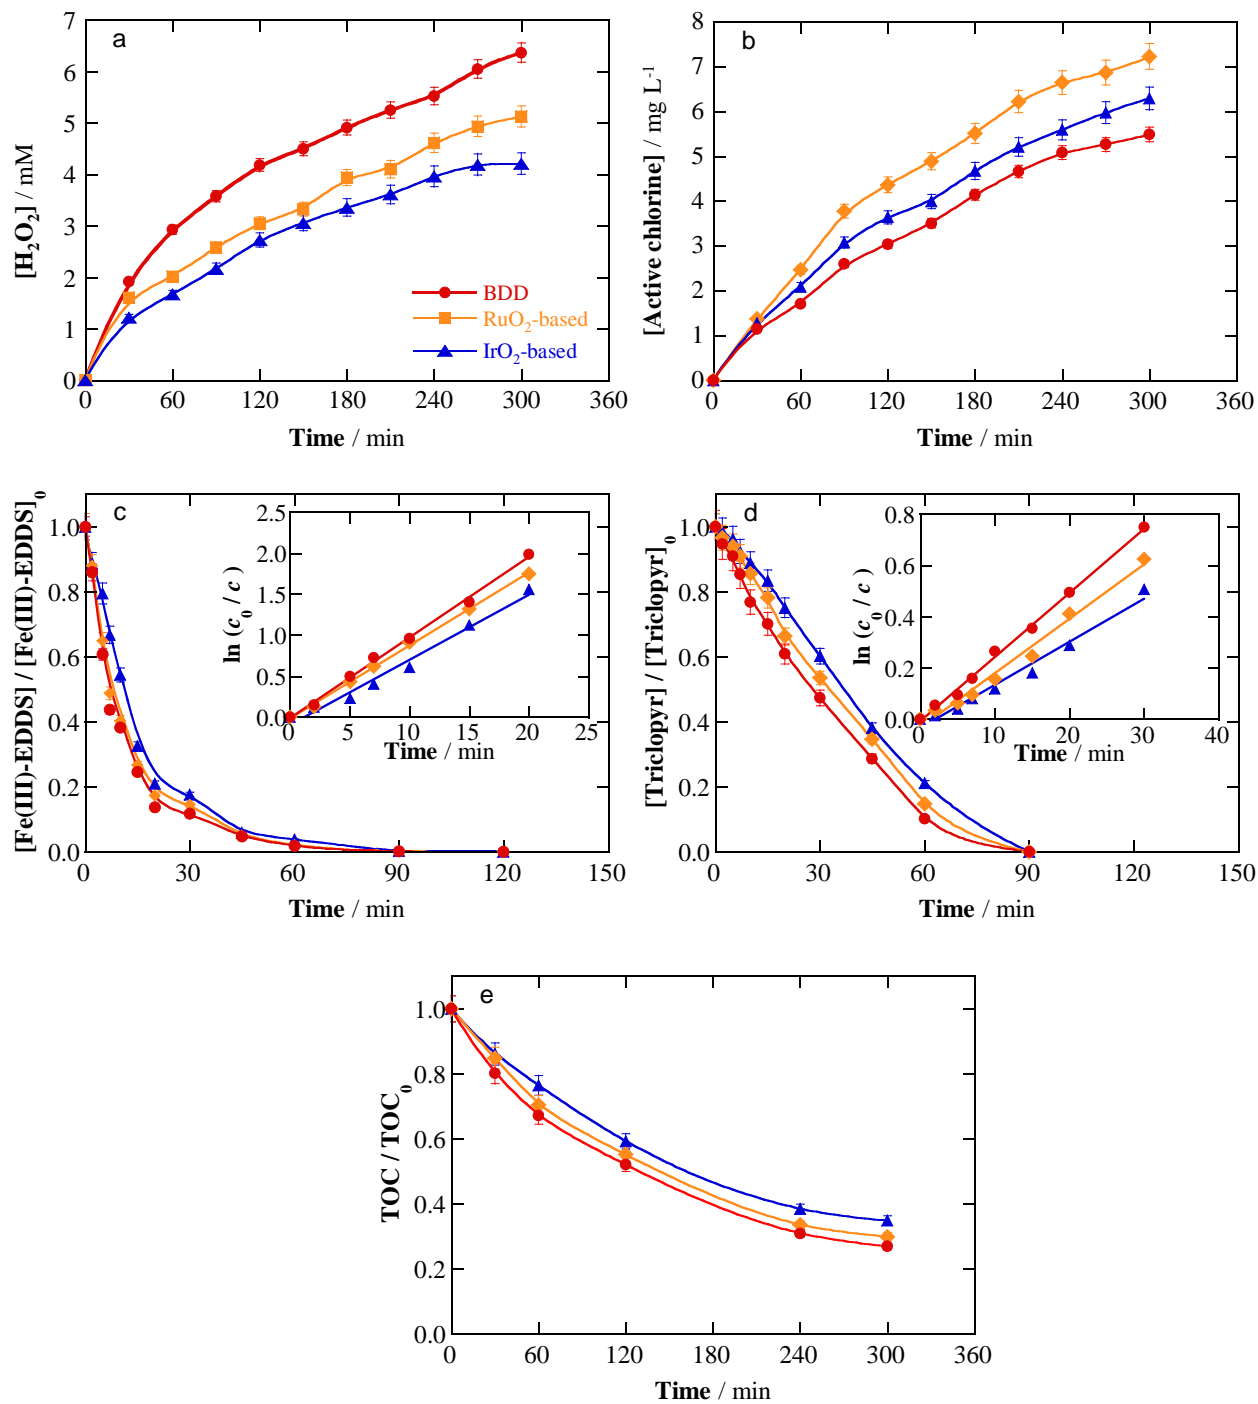 a
7
6
5
4
3
2
1
0
[H₂O₂] / mM
BDD
RuO₂-based
IrO₂-based
0 60 120 180 240 300 360
Time / min
b
8
7
6
5
4
3
2
1
0
[Active chlorine] / mg L⁻¹
0 60 120 180 240 300 360
Time / min
c
1.0
0.8
0.6
0.4
0.2
0.0
[Fe(III)-EDDS] / [Fe(III)-EDDS]₀
2.5
2.0
1.5
1.0
0.5
0.0
ln (c₀ / c )
0 5 10 15 20 25
Time / min
0 30 60 90 120 150
Time / min
d
1.0
0.8
0.6
0.4
0.2
0.0
[Triclopyr] / [Triclopyr]₀
0.8
0.6
0.4
0.2
0.0
ln (c₀ / c )
0 10 20 30 40
Time / min
0 30 60 90 120 150
Time / min
e
1.0
0.8
0.6
0.4
0.2
0.0
TOC / TOC₀
0 60 120 180 240 300 360
Time / min